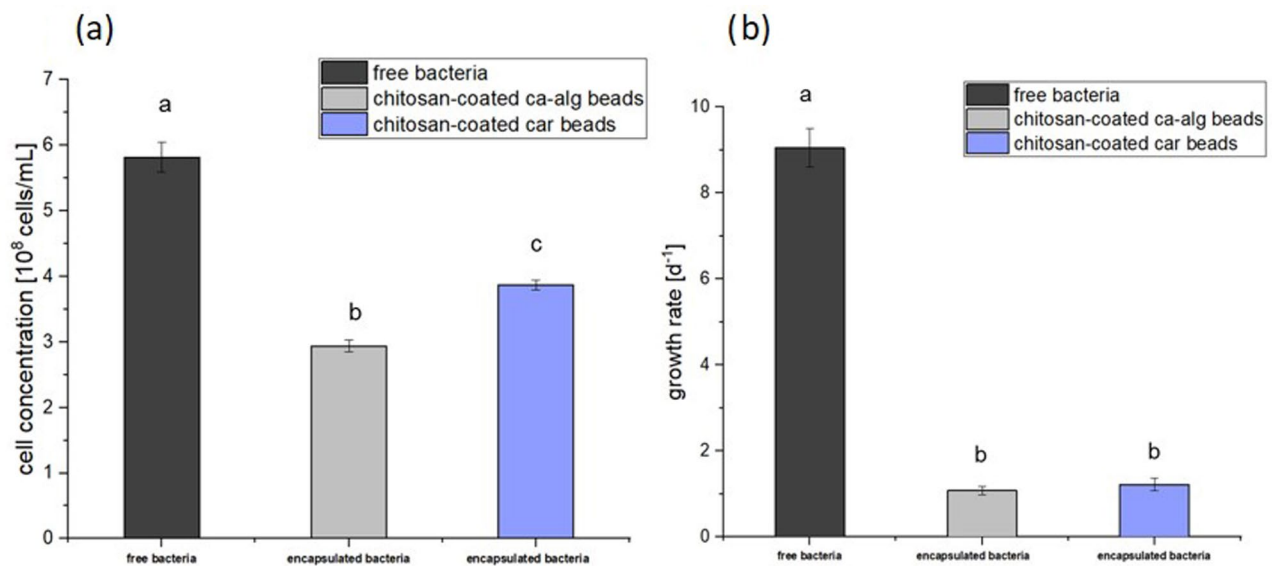 (a)
free bacteria
chitosan-coated ca-alg beads
chitosan-coated car beads
cell concentration [10⁸ cells/mL]
7
6
5
4
3
2
1
0
a
b
c
free bacteria
encapsulated bacteria
encapsulated bacteria
(b)
free bacteria
chitosan-coated ca-alg beads
chitosan-coated car beads
growth rate [d⁻¹]
10
8
6
4
2
0
a
b
b
free bacteria
encapsulated bacteria
encapsulated bacteria